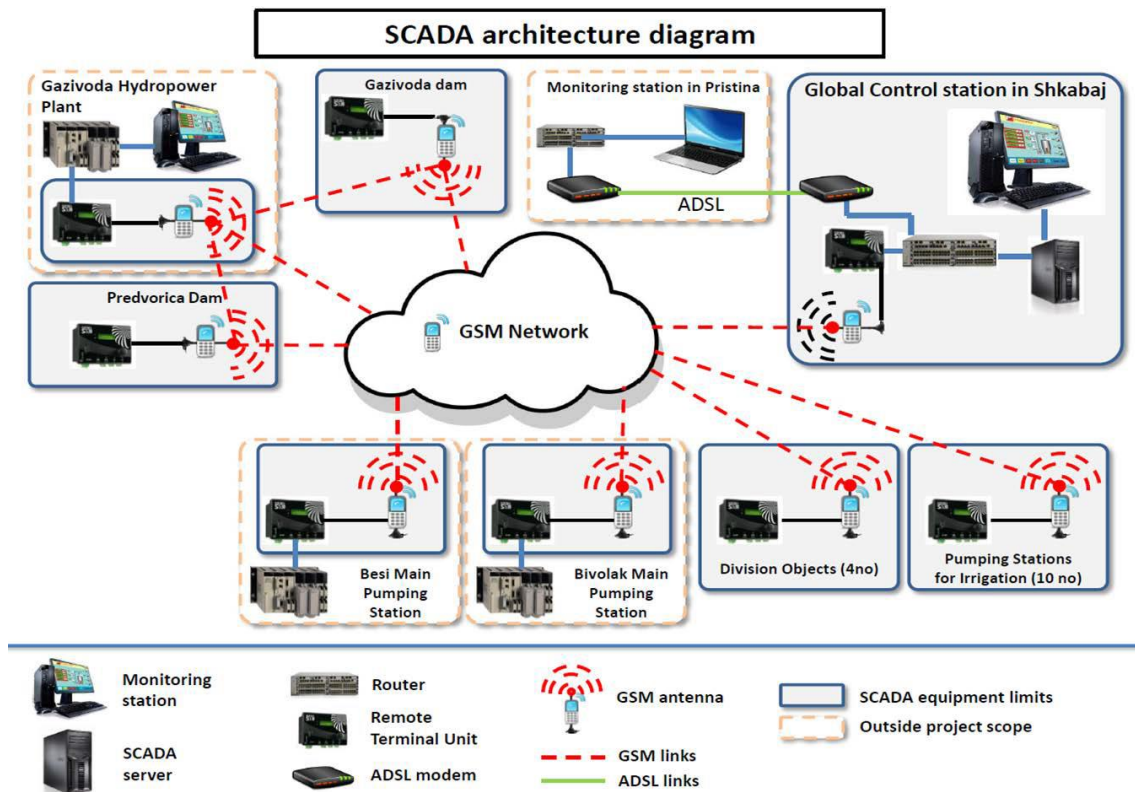 SCADA architecture diagram
Gazivoda Hydropower
Plant
Gazivoda dam
Monitoring station in Pristina
ADSL
Global Control station in Shkabaj
Predvorica Dam
GSM Network
Besi Main
Pumping
Station
Bivolak Main
Pumping
Station
Division Objects (4no)
Pumping Stations
for Irrigation (10 no)
Monitoring
station
SCADA
server
Router
Remote
Terminal Unit
ADSL modem
GSM antenna
GSM links
ADSL links
SCADA equipment limits
Outside project scope